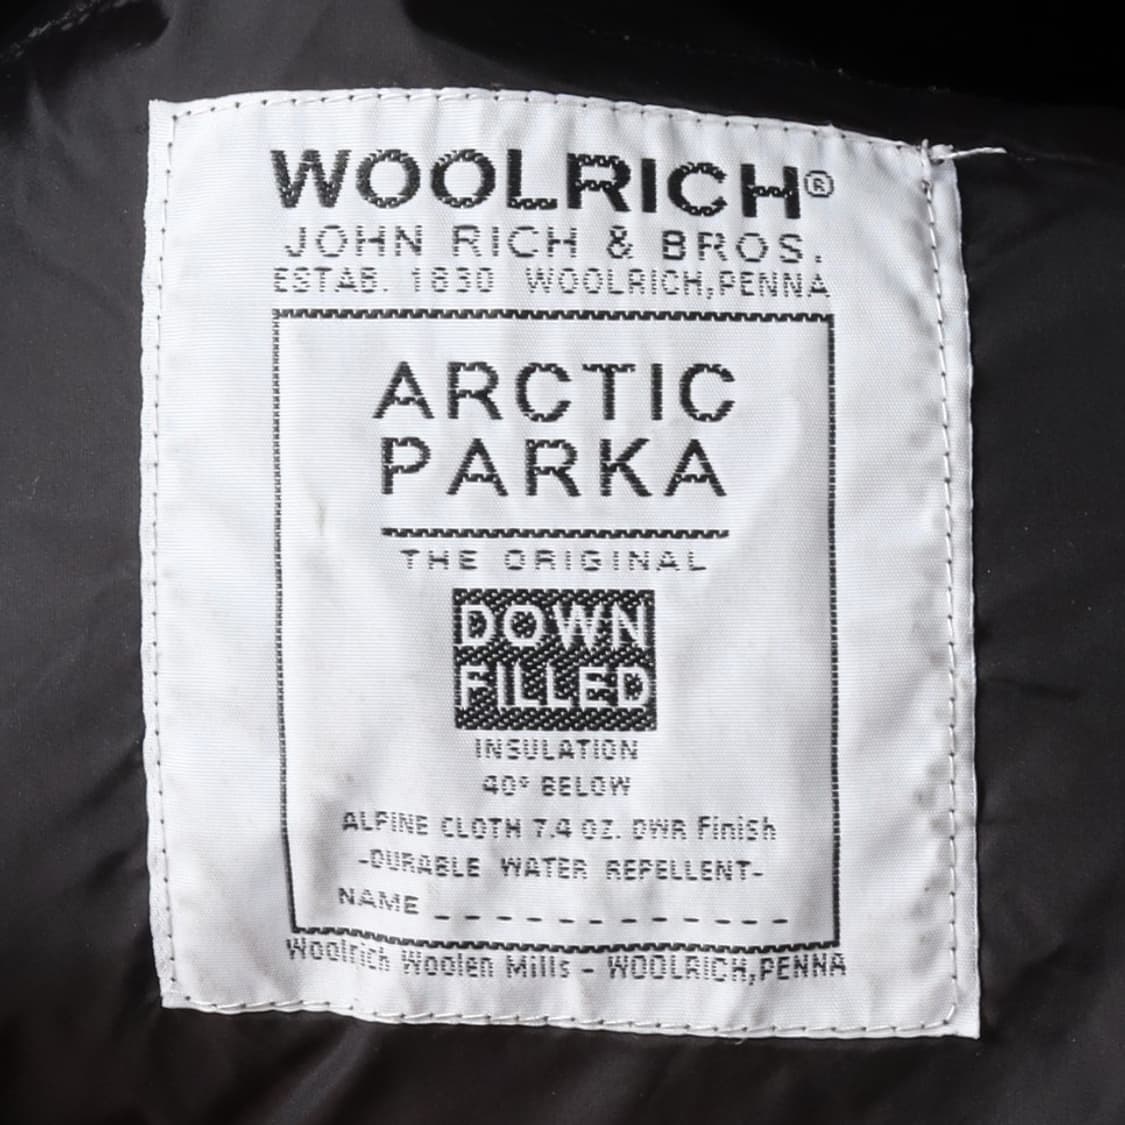 WOOLRICH®
JOHN RICH & BROS.
ESTAB. 1830 WOOLRICH, PENNA
ARCTIC
PARKA
THE ORIGINAL
DOWN
FILLED
INSULATION
40° BELOW
ALPINE CLOTH 7.4 OZ. DWR Finish
-DURABLE WATER REPELLENT-
NAME _ _ _ _ _ _ _ _ _ _ _ _
Woolrich Woolen Mills - WOOLRICH, PENNA